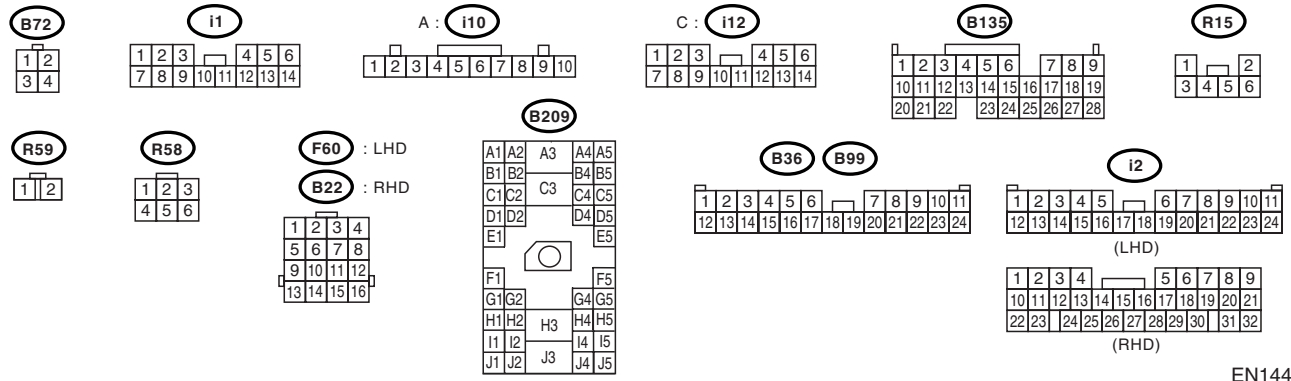 B72
1 2
3 4
i1
1 2 3 4 5 6
7 8 9 10 11 12 13 14
A : i10
1 2 3 4 5 6 7 8 9 10
C : i12
1 2 3 4 5 6
7 8 9 10 11 12 13 14
B135
1 2 3 4 5 6 7 8 9
10 11 12 13 14 15 16 17 18 19
20 21 22 23 24 25 26 27 28
R15
1 2
3 4 5 6
R59
1 2
R58
1 2 3
4 5 6
F60 : LHD
B22 : RHD
1 2 3 4
5 6 7 8
9 10 11 12
13 14 15 16
B209
A1 A2 A3 A4 A5
B1 B2 B4 B5
C1 C2 C3 C4 C5
D1 D2 D4 D5
E1 E5
F1 F5
G1 G2 G4 G5
H1 H2 H3 H4 H5
I1 I2 I4 I5
J1 J2 J3 J4 J5
B36 B99
1 2 3 4 5 6 7 8 9 10 11
12 13 14 15 16 17 18 19 20 21 22 23 24
i2
1 2 3 4 5 6 7 8 9 10 11
12 13 14 15 16 17 18 19 20 21 22 23 24
(LHD)
1 2 3 4 5 6 7 8 9
10 11 12 13 14 15 16 17 18 19 20 21
22 23 24 25 26 27 28 29 30 31 32
(RHD)
EN144